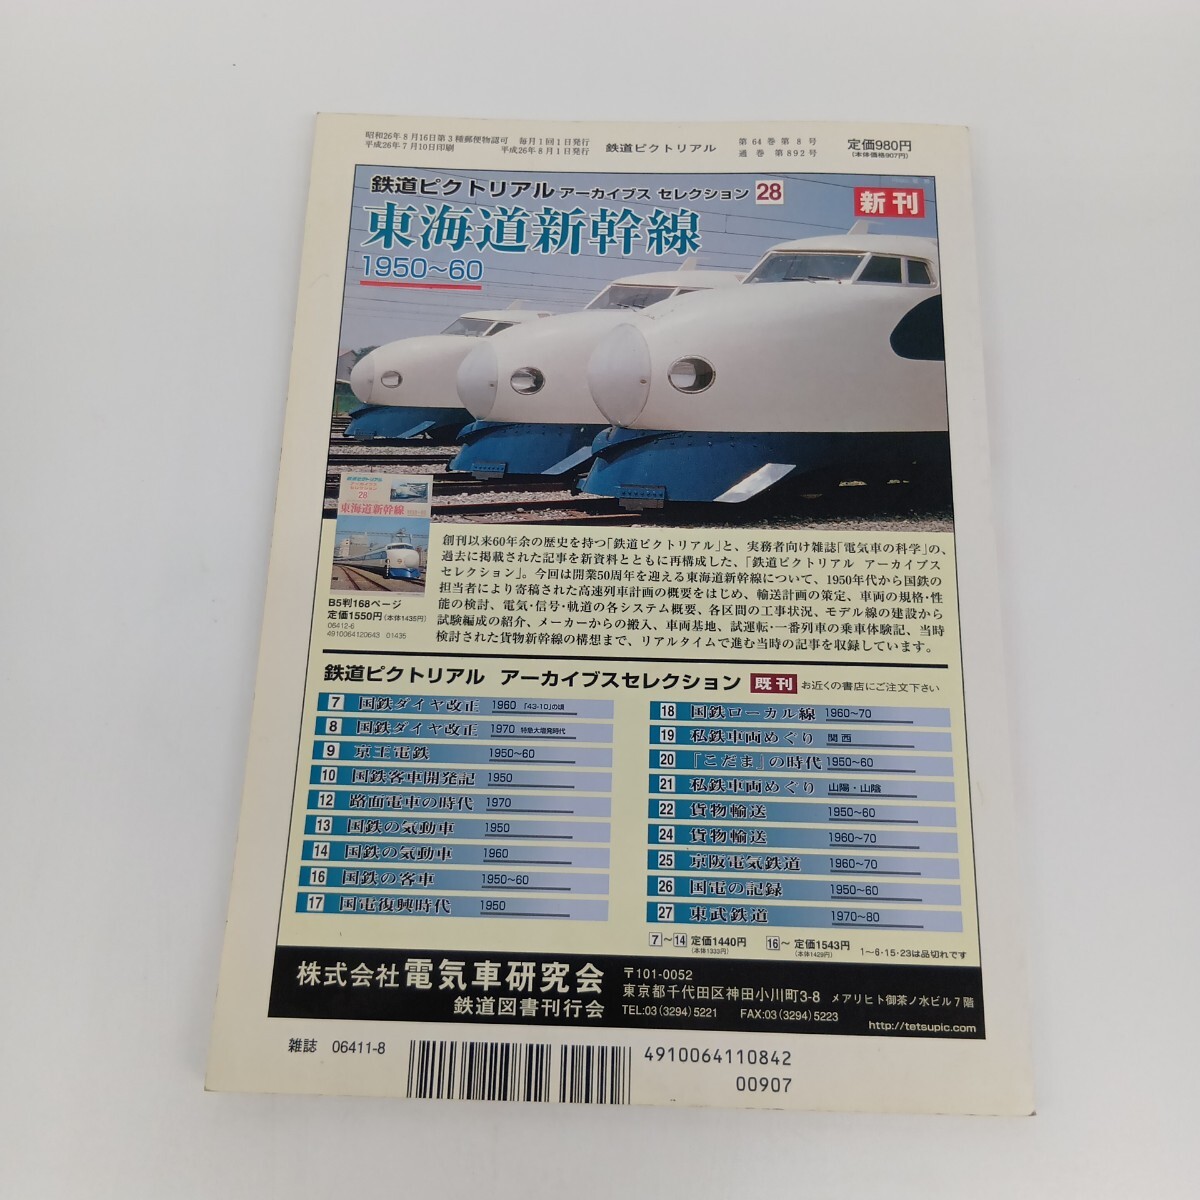 昭和26年8月16日第3種郵便物認可 毎月1回1日発行
平成26年7月10日印刷 平成26年8月1日発行
鉄道ピクトリアル
第64巻第8号
通巻 第892号
定価980円
(本体価格907円)
鉄道ピクトリアル アーカイブス セレクション 28
新刊
東海道新幹線
1950～60
鉄道ピクトリアル
アーカイブス
セレクション
28
東海道新幹線
B5判168ページ
定価1550円(本体1435円)
06412-6
4910064120643 01435
創刊以来60年余の歴史を持つ「鉄道ピクトリアル」と、実務者向け雑誌「電気車の科学」の、
過去に掲載された記事を新資料とともに再構成した、「鉄道ピクトリアル アーカイブス
セレクション」。今回は開業50周年を迎える東海道新幹線について、1950年代から国鉄の
担当者により寄稿された高速列車計画の概要をはじめ、輸送計画の策定、車両の規格・性
能の検討、電気・信号・軌道の各システム概要、各区間の工事状況、モデル線の建設から
試験編成の紹介、メーカーからの搬入、車両基地、試運転・一番列車の乗車体験記、当時
検討された貨物新幹線の構想まで、リアルタイムで進む当時の記事を収録しています。
鉄道ピクトリアル アーカイブスセレクション 既刊 お近くの書店にご注文下さい
7 国鉄ダイヤ改正 1960 「43-10」の頃
8 国鉄ダイヤ改正 1970 特急大増発時代
9 京王電鉄 1950～60
10 国鉄客車開発記 1950
12 路面電車の時代 1970
13 国鉄の気動車 1950
14 国鉄の気動車 1960
16 国鉄の客車 1950～60
17 国電復興時代 1950
18 国鉄ローカル線 1960～70
19 私鉄車両めぐり 関西
20 「こだま」の時代 1950～60
21 私鉄車両めぐり 山陽・山陰
22 貨物輸送 1950～60
24 貨物輸送 1960～70
25 京阪電気鉄道 1960～70
26 国電の記録 1950～60
27 東武鉄道 1970～80
7～14 定価1440円 16～ 定価1543円
(本体1333円) (本体1429円) 1～6・15・23は品切れです
株式会社 電気車研究会
鉄道図書刊行会
〒101-0052
東京都千代田区神田小川町3-8 メアリヒト御茶ノ水ビル7階
TEL:03(3294)5221 FAX:03(3294)5223
http://tetsupic.com
雑誌 06411-8
4910064110842
00907